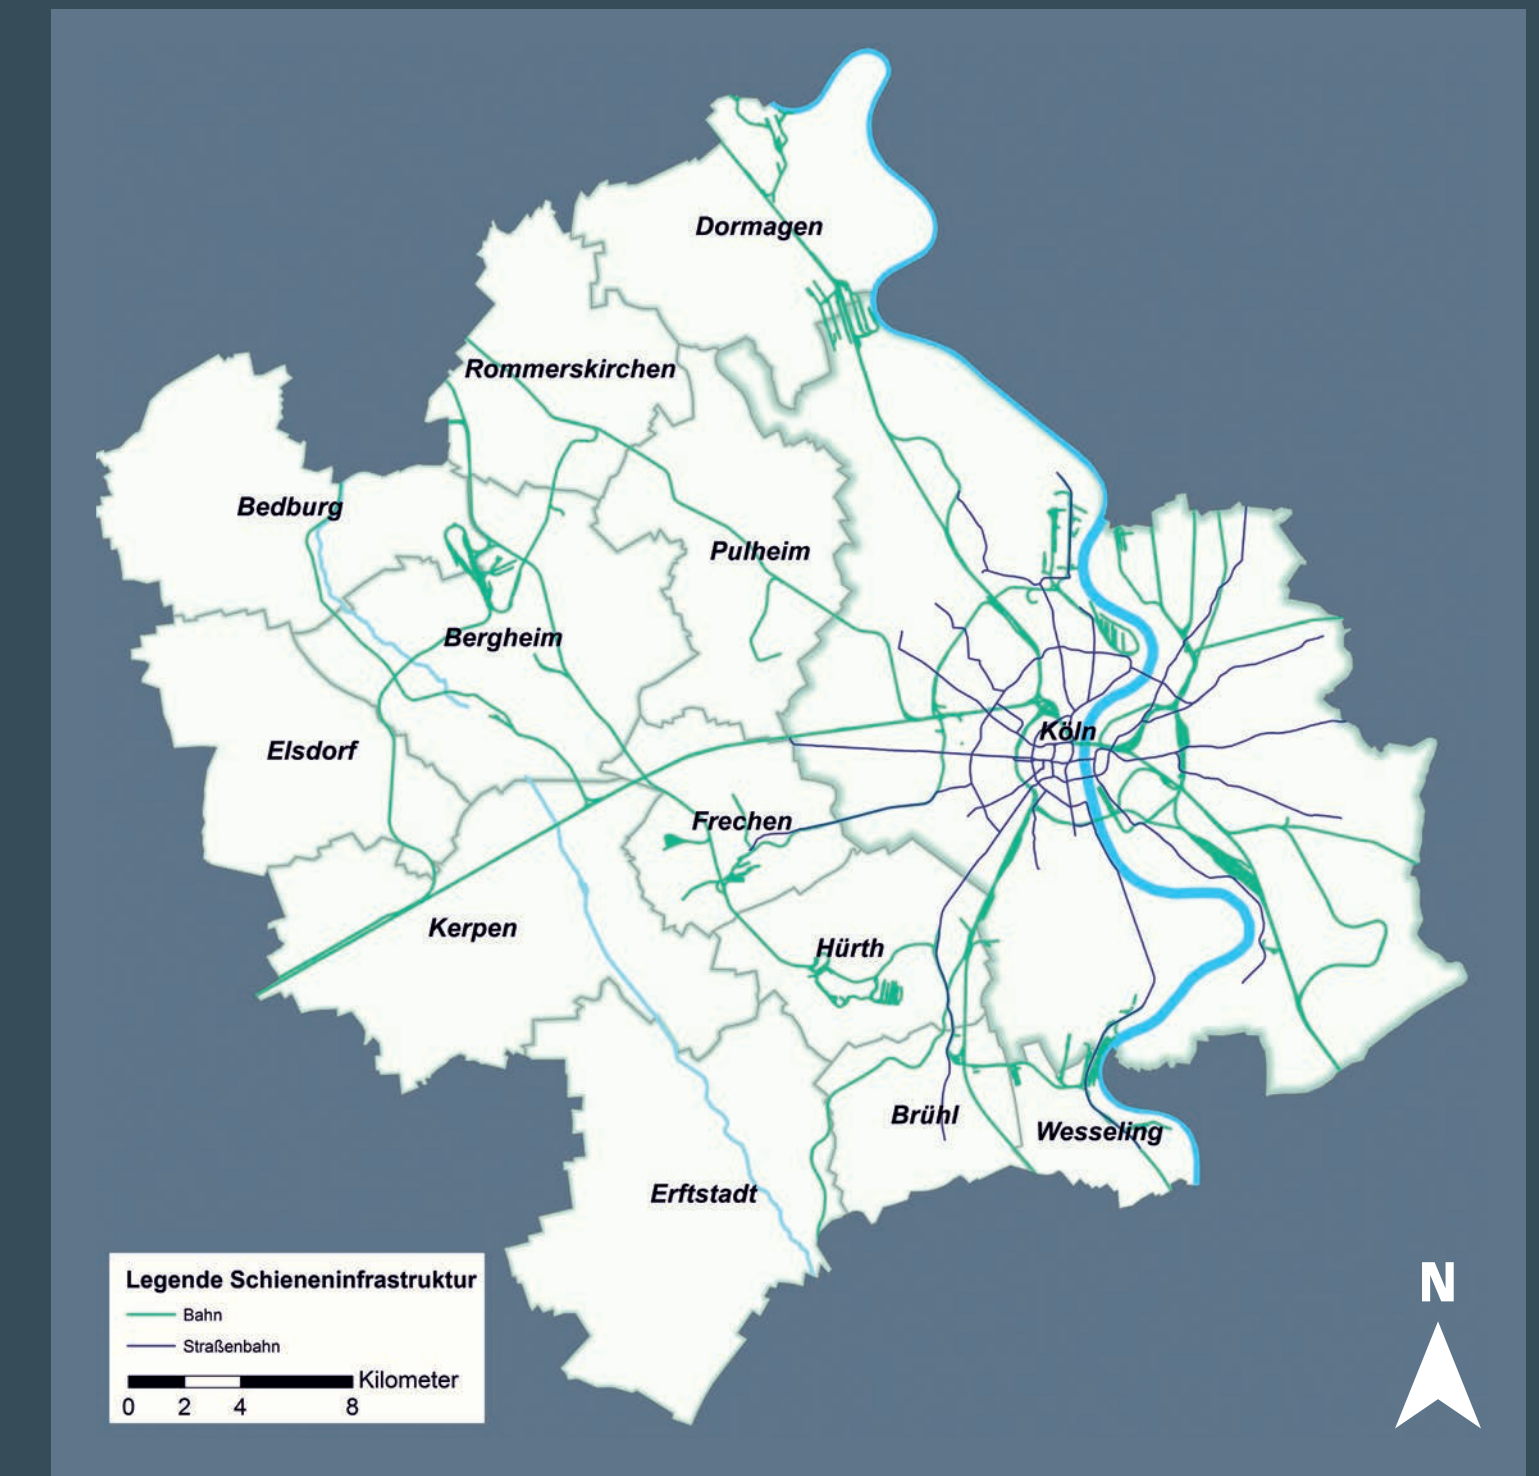 Dormagen
Rommerskirchen
Bedburg
Pulheim
Bergheim
Köln
Elsdorf
Frechen
Kerpen
Hürth
Brühl
Wesseling
Erftstadt
Legende Schieneninfrastruktur
Bahn
Straßenbahn
Kilometer
0 2 4 8
N